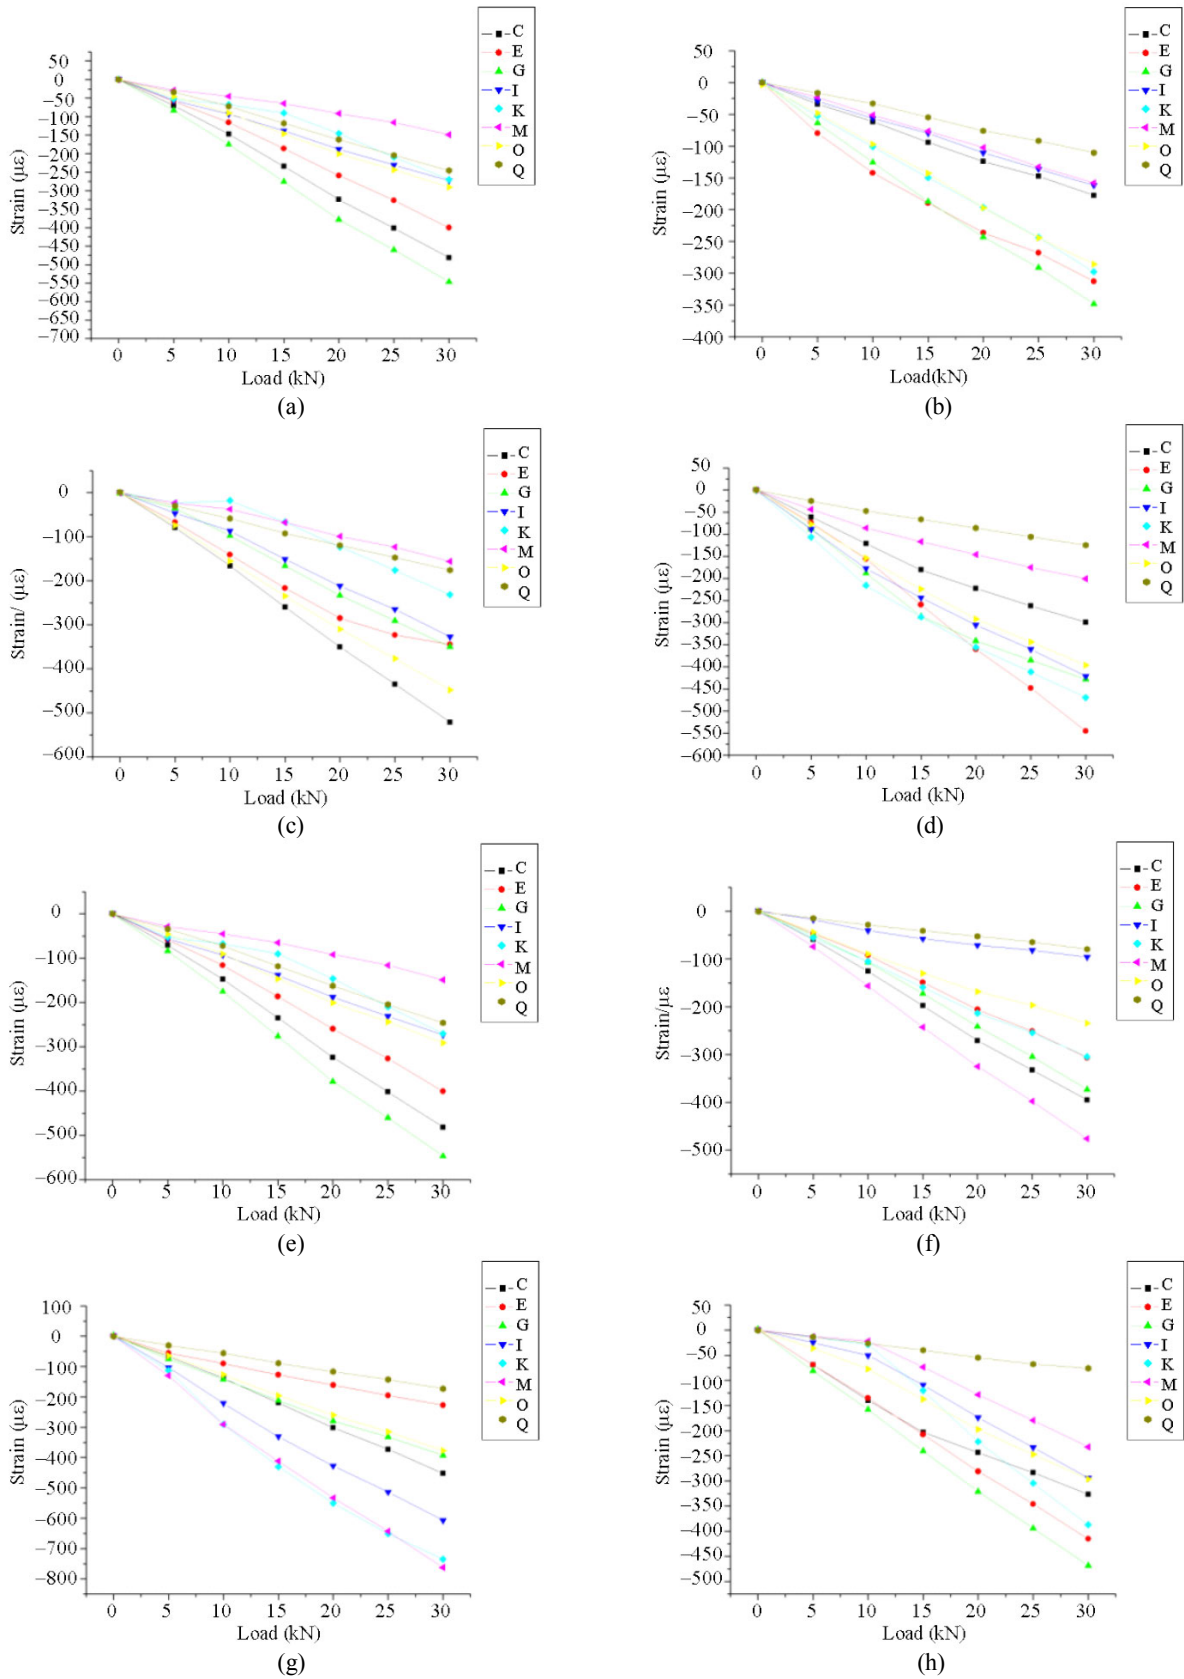 C
E
G
I
K
M
O
Q
50
0
−50
−100
−150
−200
−250
−300
−350
−400
−450
−500
−550
−600
−650
−700
Strain (με)
0 5 10 15 20 25 30
Load (kN)
(a)
C
E
G
I
K
M
O
Q
50
0
−50
−100
−150
−200
−250
−300
−350
−400
Strain (με)
0 5 10 15 20 25 30
Load(kN)
(b)
C
E
G
I
K
M
O
Q
0
−100
−200
−300
−400
−500
−600
Strain/ (με)
0 5 10 15 20 25 30
Load (kN)
(c)
C
E
G
I
K
M
O
Q
50
0
−50
−100
−150
−200
−250
−300
−350
−400
−450
−500
−550
−600
Strain (με)
0 5 10 15 20 25 30
Load (kN)
(d)
C
E
G
I
K
M
O
Q
0
−100
−200
−300
−400
−500
−600
Strain (με)
0 5 10 15 20 25 30
Load (kN)
(e)
C
E
G
I
K
M
O
Q
0
−100
−200
−300
−400
−500
Strain/με
0 5 10 15 20 25 30
Load (kN)
(f)
C
E
G
I
K
M
O
Q
100
0
−100
−200
−300
−400
−500
−600
−700
−800
Strain (με)
0 5 10 15 20 25 30
Load (kN)
(g)
C
E
G
I
K
M
O
Q
50
0
−50
−100
−150
−200
−250
−300
−350
−400
−450
−500
Strain (με)
0 5 10 15 20 25 30
Load (kN)
(h)